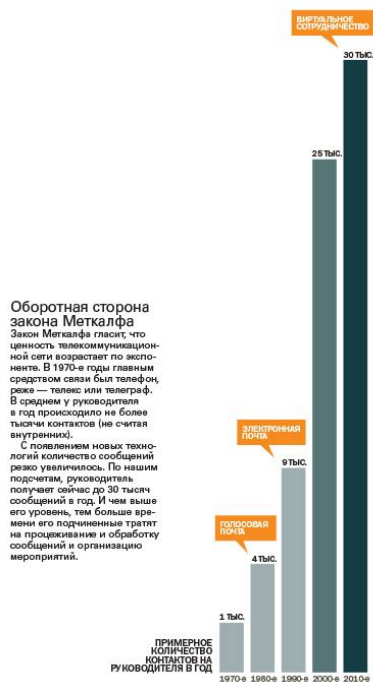 ВИРТУАЛЬНОЕ
СОТРУДНИЧЕСТВО
30 ТЫС.
25 ТЫС.
Оборотная сторона
закона Меткалфа
Закон Меткалфа гласит, что
ценность телекоммуникацион-
ной сети возрастает по экспо-
ненте. В 1970-е годы главным
средством связи был телефон,
реже — телекс или телеграф.
В среднем у руководителя
в год происходило не более
тысячи контактов (не считая
внутренних).
С появлением новых техно-
логий количество сообщений
резко увеличилось. По нашим
подсчетам, руководитель
получает сейчас до 30 тысяч
сообщений в год. И чем выше
его уровень, тем больше вре-
мени его подчиненные тратят
на процеживание и обработку
сообщений и организацию
мероприятий.
ЭЛЕКТРОННАЯ
ПОЧТА
9 ТЫС.
ГОЛОСОВАЯ
ПОЧТА
4 ТЫС.
1 ТЫС.
ПРИМЕРНОЕ
КОЛИЧЕСТВО
КОНТАКТОВ НА
РУКОВОДИТЕЛЯ В ГОД
1970-е 1980-е 1990-е 2000-е 2010-е